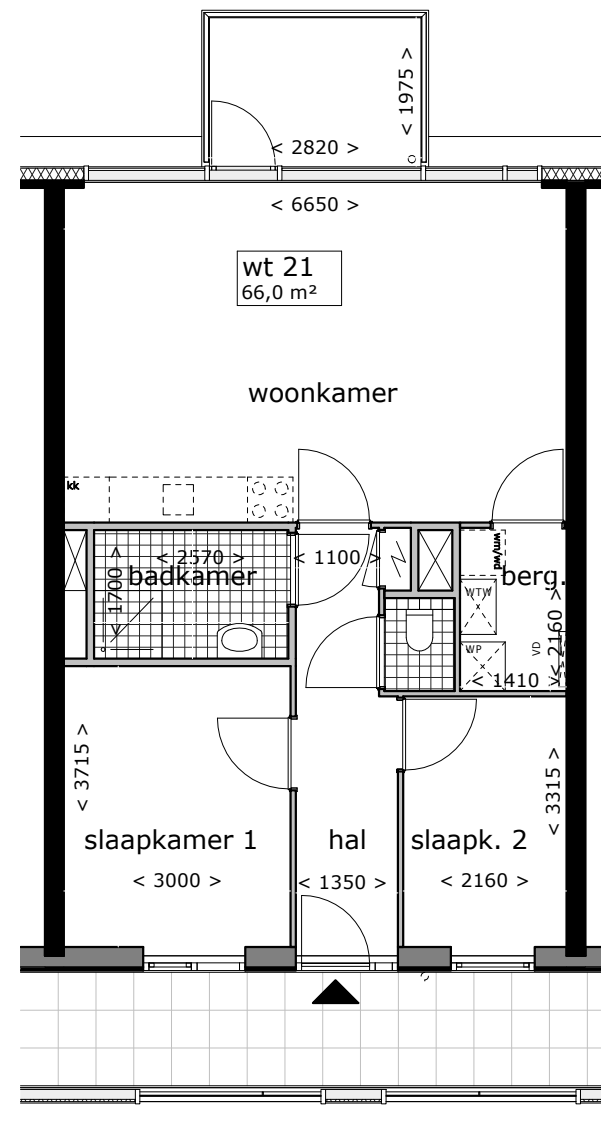 < 1975 >
< 2820 >
< 6650 >
wt 21
66,0 m²
woonkamer
kk
< 2570 >
< 1100 >
wm/wd
badkamer
berg.
< 1700 >
WTW
< 2160 >
WP
VD
< 1410 >
< 3715 >
< 3315 >
slaapkamer 1
hal
slaapk. 2
< 3000 >
< 1350 >
< 2160 >